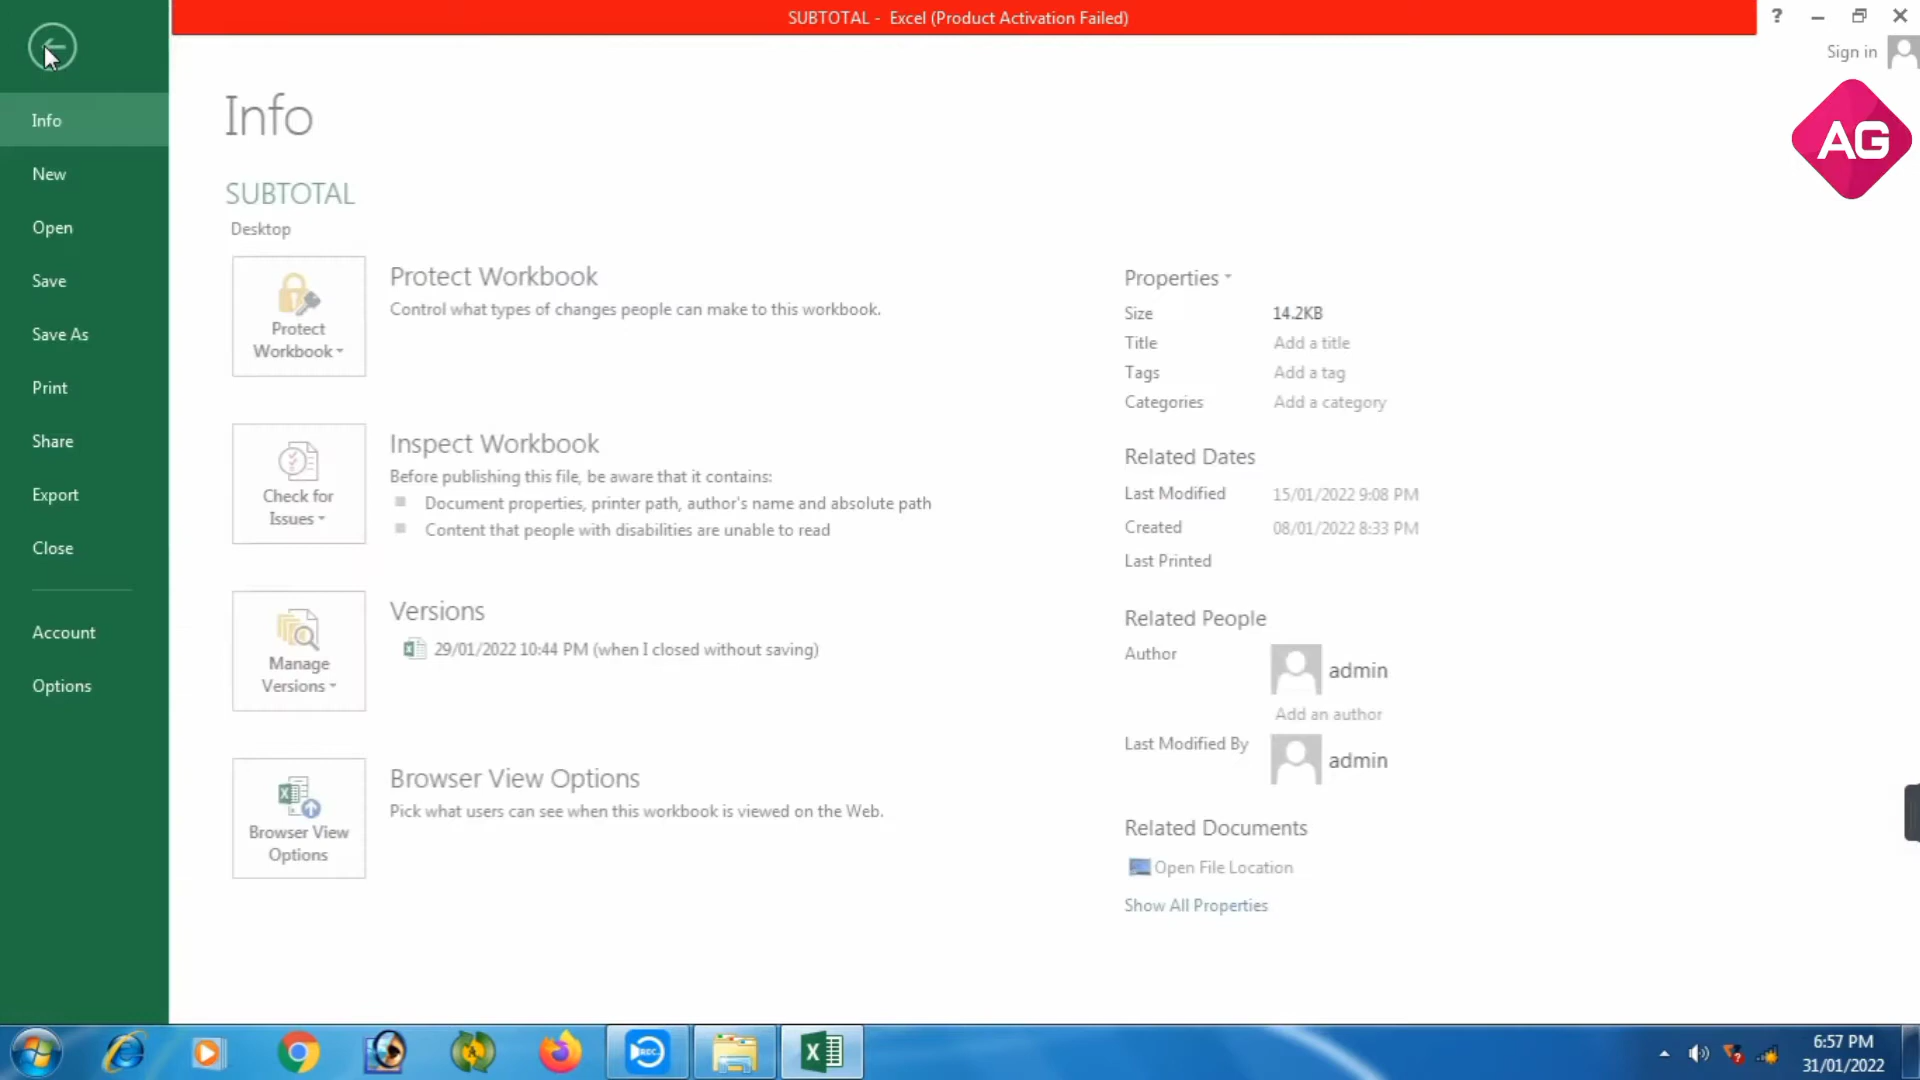 SUBTOTAL - Excel (Product Activation Failed)
?
Sign in
AG
Info
New
Open
Save
Save As
Print
Share
Export
Close
Account
Options
Info
SUBTOTAL
Desktop
Protect
Workbook
Protect Workbook
Control what types of changes people can make to this workbook.
Check for
Issues
Inspect Workbook
Before publishing this file, be aware that it contains:
Document properties, printer path, author's name and absolute path
Content that people with disabilities are unable to read
Manage
Versions
Versions
29/01/2022 10:44 PM (when I closed without saving)
Browser View
Options
Browser View Options
Pick what users can see when this workbook is viewed on the Web.
Properties
Size 14.2KB
Title Add a title
Tags Add a tag
Categories Add a category
Related Dates
Last Modified 15/01/2022 9:08 PM
Created 08/01/2022 8:33 PM
Last Printed
Related People
Author admin
Add an author
Last Modified By admin
Related Documents
Open File Location
Show All Properties
REC
6:57 PM
31/01/2022